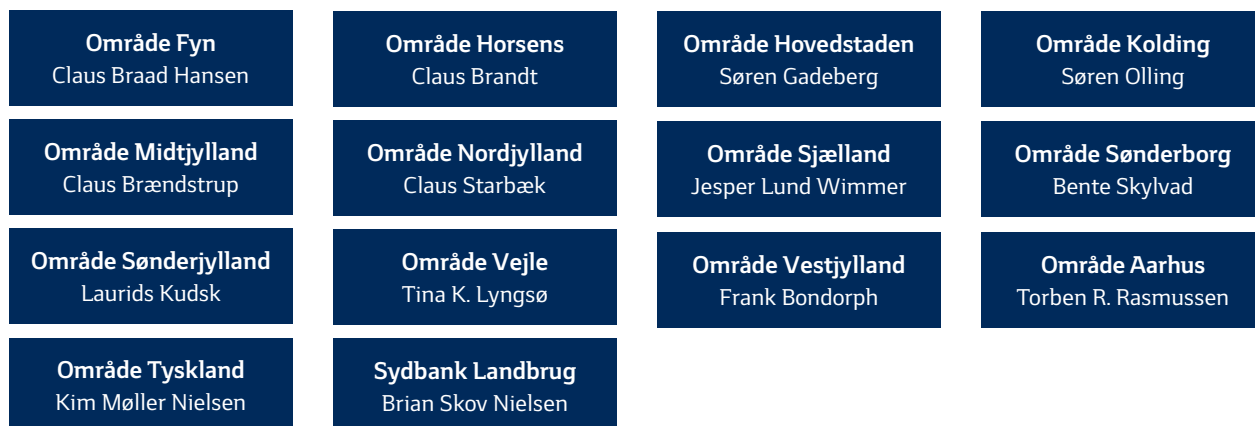 Område Fyn
Claus Braad Hansen
Område Horsens
Claus Brandt
Område Hovedstaden
Søren Gadeberg
Område Kolding
Søren Olling
Område Midtjylland
Claus Brændstrup
Område Nordjylland
Claus Starbæk
Område Sjælland
Jesper Lund Wimmer
Område Sønderborg
Bente Skylvad
Område Sønderjylland
Laurids Kudsk
Område Vejle
Tina K. Lyngsø
Område Vestjylland
Frank Bondorph
Område Aarhus
Torben R. Rasmussen
Område Tyskland
Kim Møller Nielsen
Sydbank Landbrug
Brian Skov Nielsen